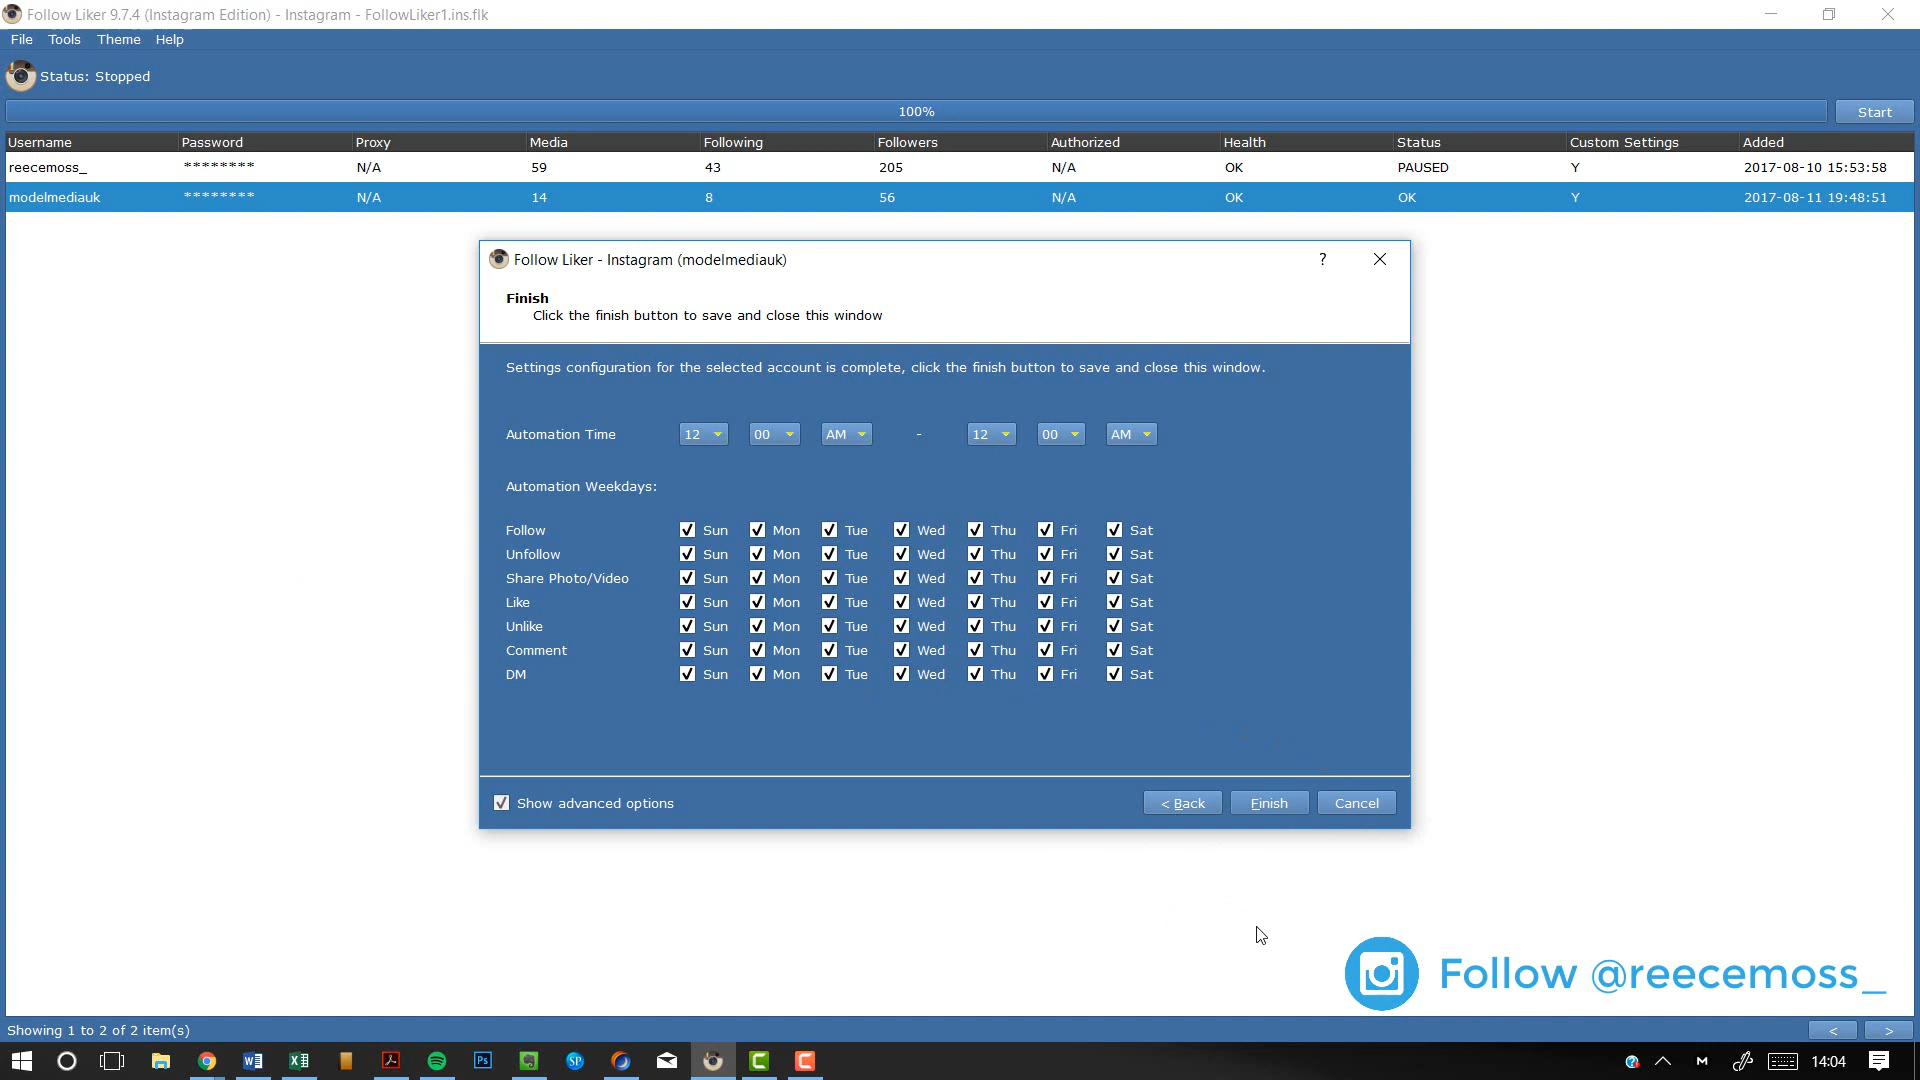 Follow Liker 9.7.4 (Instagram Edition) - Instagram - FollowLiker1.ins.flk
File Tools Theme Help
Status: Stopped
100% Start
Username Password Proxy Media Following Followers Authorized Health Status Custom Settings Added
reecemoss_ ******** N/A 59 43 205 N/A OK PAUSED Y 2017-08-10 15:53:58
modelmediauk ******** N/A 14 8 56 N/A OK OK Y 2017-08-11 19:48:51
Follow Liker - Instagram (modelmediauk) ?
Finish
Click the finish button to save and close this window
Settings configuration for the selected account is complete, click the finish button to save and close this window.
Automation Time 12 00 AM - 12 00 AM
Automation Weekdays:
Follow Sun Mon Tue Wed Thu Fri Sat
Unfollow Sun Mon Tue Wed Thu Fri Sat
Share Photo/Video Sun Mon Tue Wed Thu Fri Sat
Like Sun Mon Tue Wed Thu Fri Sat
Unlike Sun Mon Tue Wed Thu Fri Sat
Comment Sun Mon Tue Wed Thu Fri Sat
DM Sun Mon Tue Wed Thu Fri Sat
Show advanced options < Back Finish Cancel
Follow @reecemoss_
Showing 1 to 2 of 2 item(s) < >
14:04